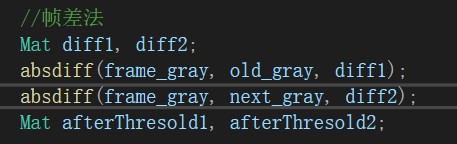 //帧差法
Mat diff1, diff2;
absdiff(frame_gray, old_gray, diff1);
absdiff(frame_gray, next_gray, diff2);
Mat afterThresold1, afterThresold2;